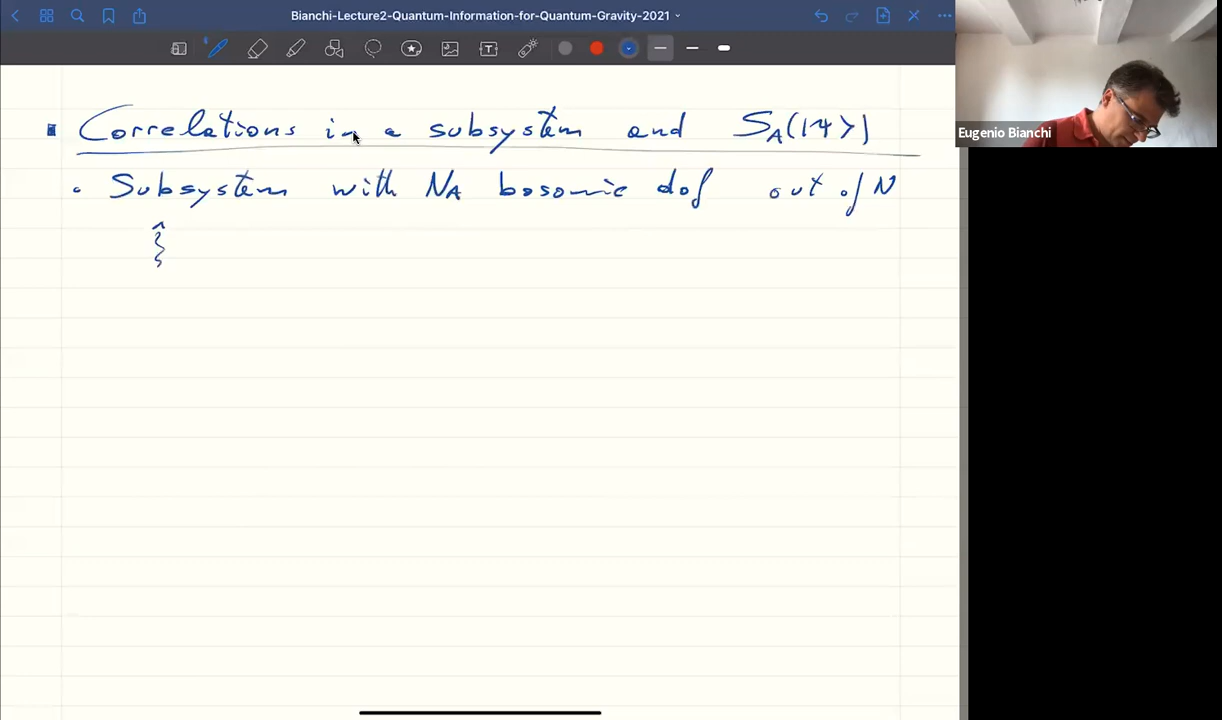 Bianchi-Lecture2-Quantum-Information-for-Quantum-Gravity-2021
Eugenio Bianchi
Correlations in a subsystem and S_A(|ψ⟩)
• Subsystem with N_A bosonic dof out of N
ξ̂